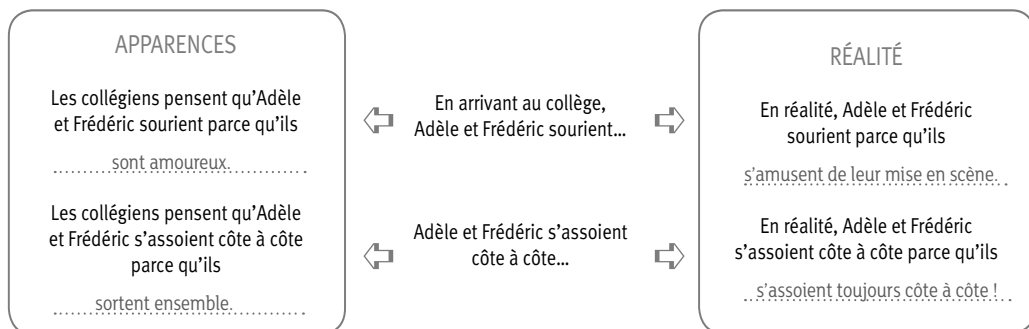 APPARENCES
Les collégiens pensent qu'Adèle
et Frédéric sourient parce qu'ils
sont amoureux.
Les collégiens pensent qu'Adèle
et Frédéric s'assoient côte à côte
parce qu'ils
sortent ensemble.
En arrivant au collège,
Adèle et Frédéric sourient...
Adèle et Frédéric s'assoient
côte à côte...
RÉALITÉ
En réalité, Adèle et Frédéric
sourient parce qu'ils
s'amusent de leur mise en scène.
En réalité, Adèle et Frédéric
s'assoient côte à côte parce qu'ils
s'assoient toujours côte à côte !